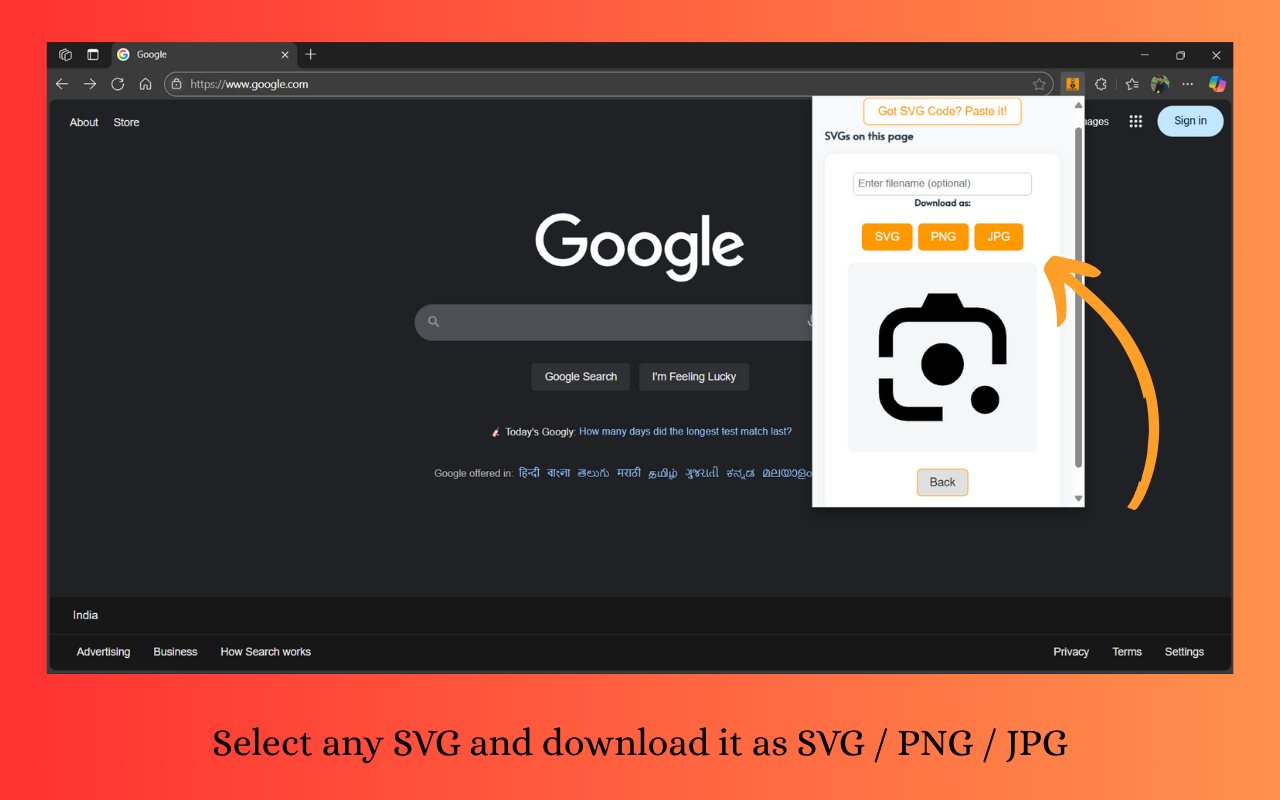 Google
https://www.google.com
About Store
Sign in
Got SVG Code? Paste it!
SVGs on this page
Enter filename (optional)
Download as:
SVG PNG JPG
Google
Google Search I'm Feeling Lucky
Today's Googly: How many days did the longest test match last?
Google offered in: हिन्दी বাংলা తెలుగు मराठी தமிழ் ગુજરાતી ಕನ್ನಡ
Back
India
Advertising Business How Search works
Privacy Terms Settings
Select any SVG and download it as SVG / PNG / JPG